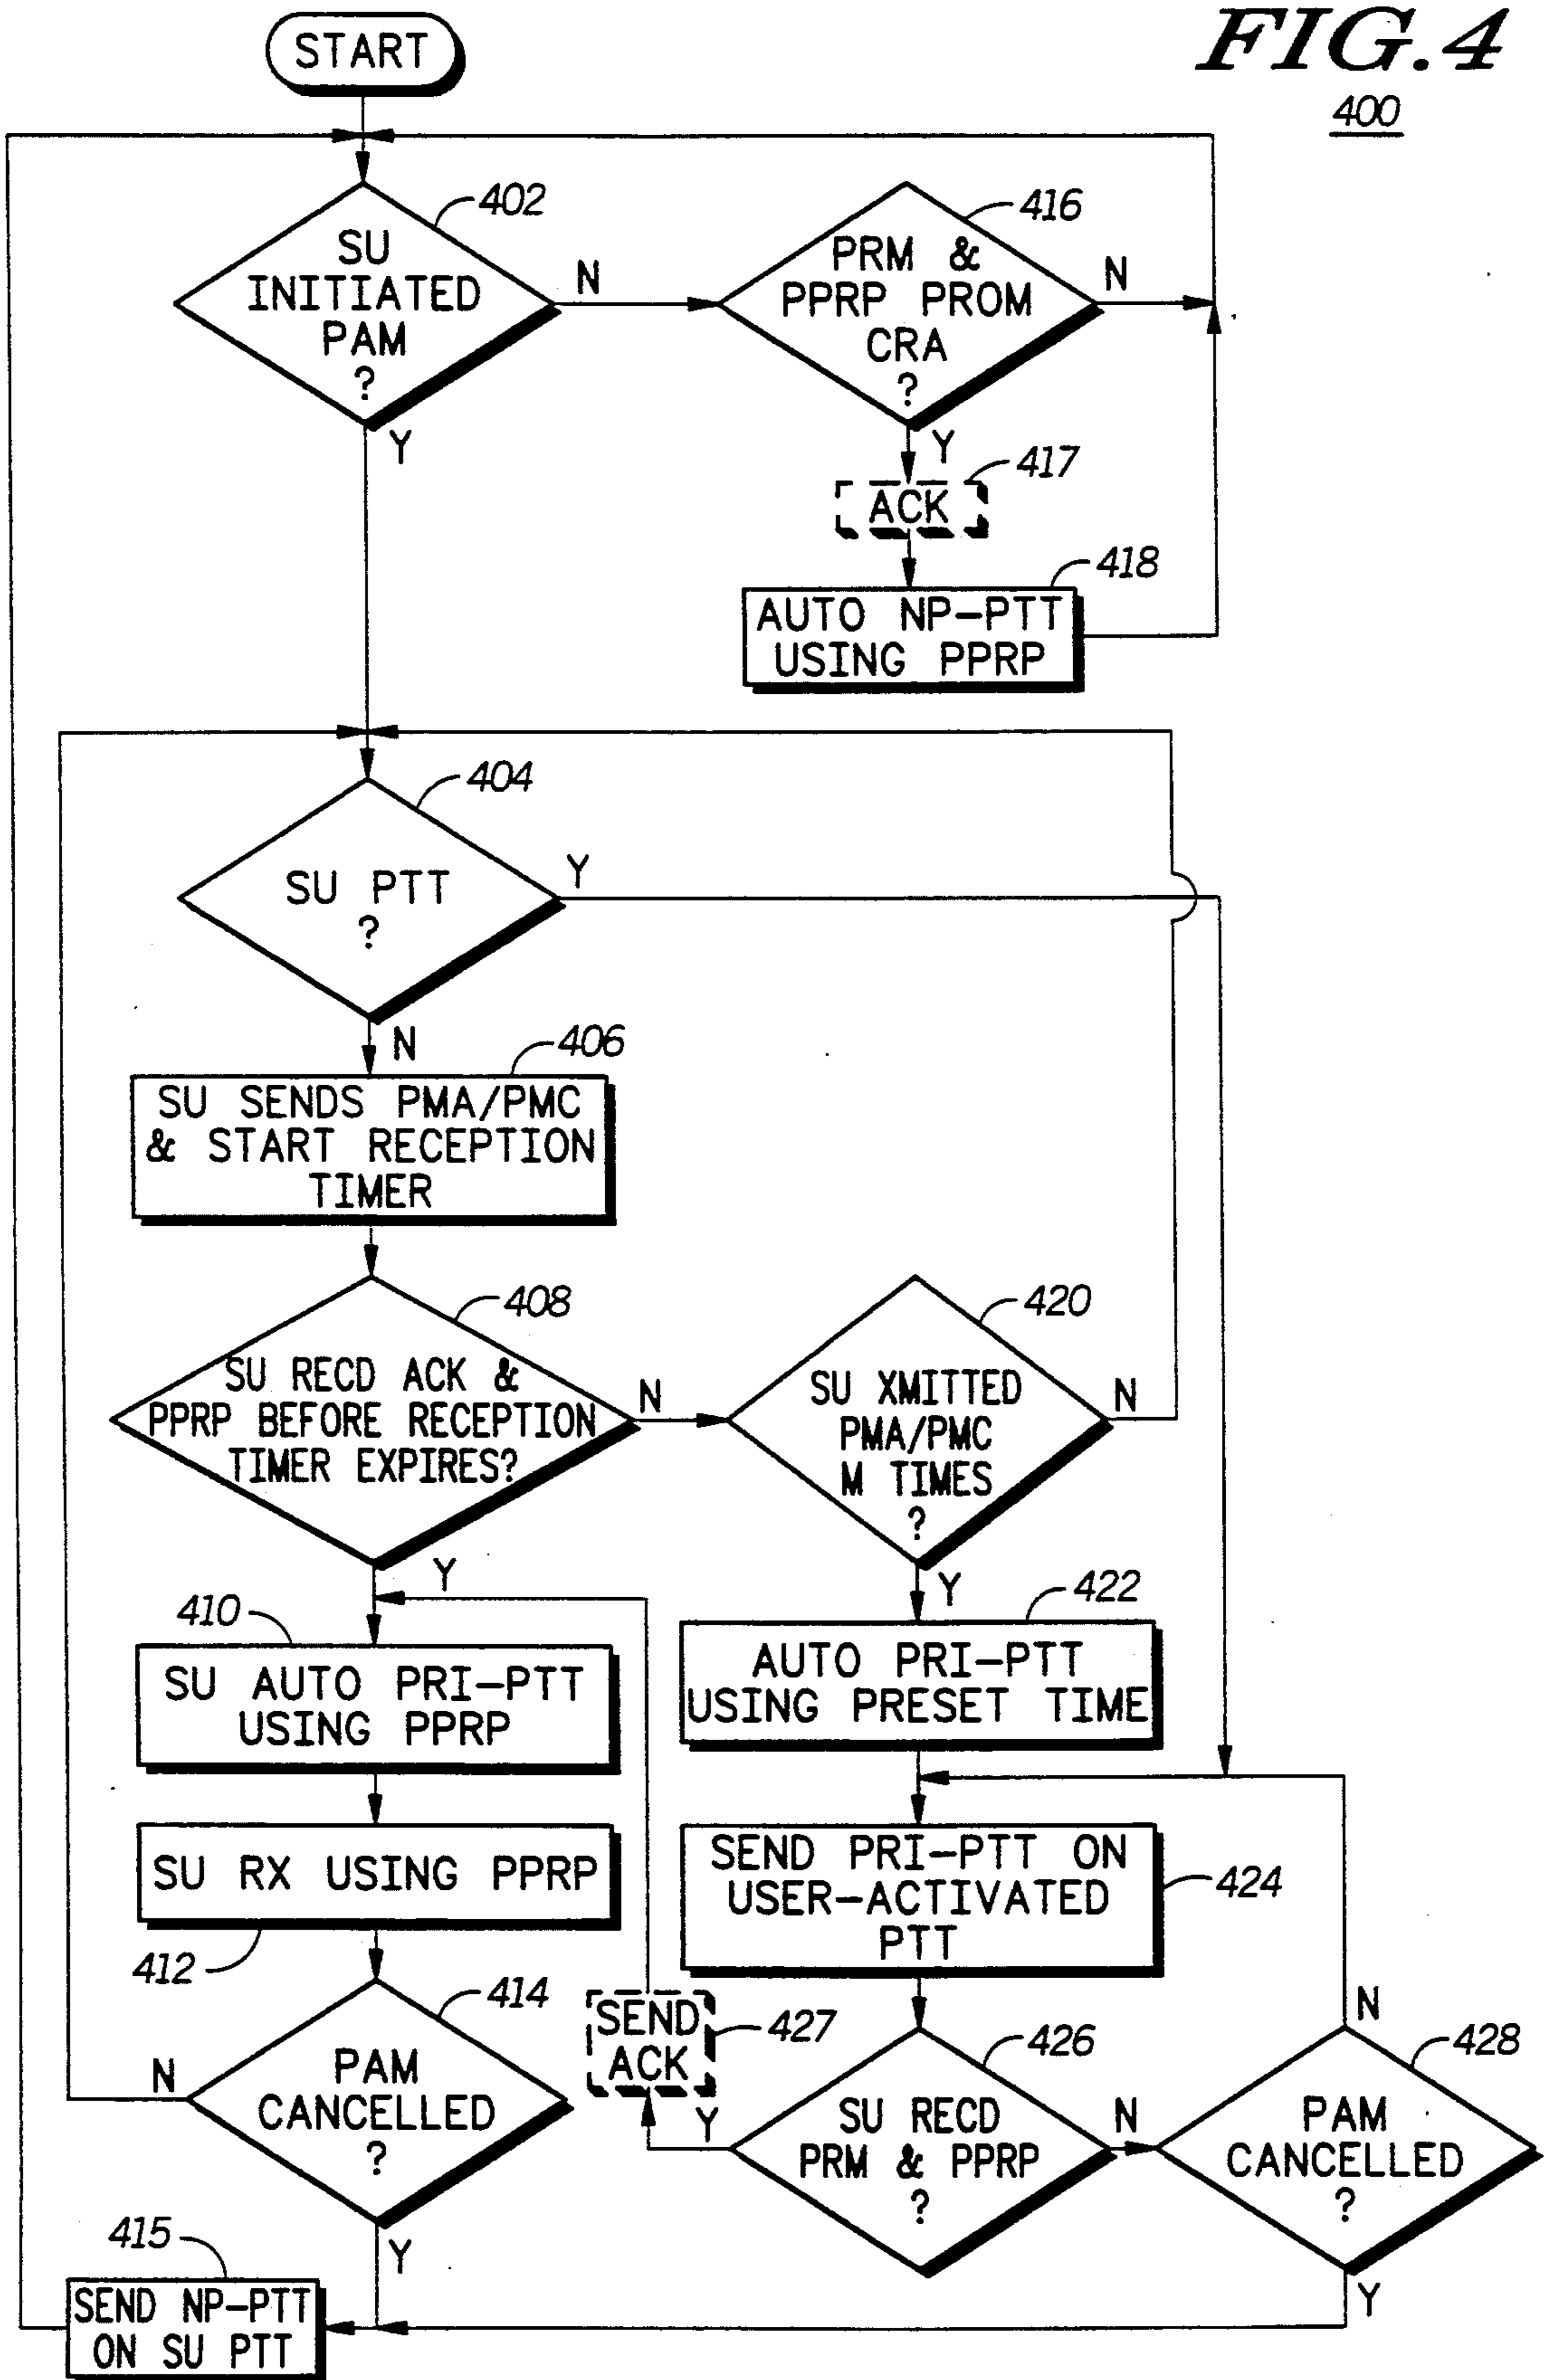 FIG.4
400
START
402
SU
INITIATED
PAM
?
N
Y
416
PRM &
PPRP PROM
CRA
?
N
Y
417
ACK
418
AUTO NP-PTT
USING PPRP
404
SU PTT
?
Y
N
406
SU SENDS PMA/PMC
& START RECEPTION
TIMER
408
SU RECD ACK &
PPRP BEFORE RECEPTION
TIMER EXPIRES?
N
Y
420
SU XMITTED
PMA/PMC
M TIMES
?
N
Y
410
SU AUTO PRI-PTT
USING PPRP
422
AUTO PRI-PTT
USING PRESET TIME
SU RX USING PPRP
412
SEND PRI-PTT ON
USER-ACTIVATED
PTT
424
414
PAM
CANCELLED
?
N
Y
SEND
ACK
427
426
SU RECD
PRM & PPRP
?
Y
N
428
PAM
CANCELLED
?
N
Y
415
SEND NP-PTT
ON SU PTT